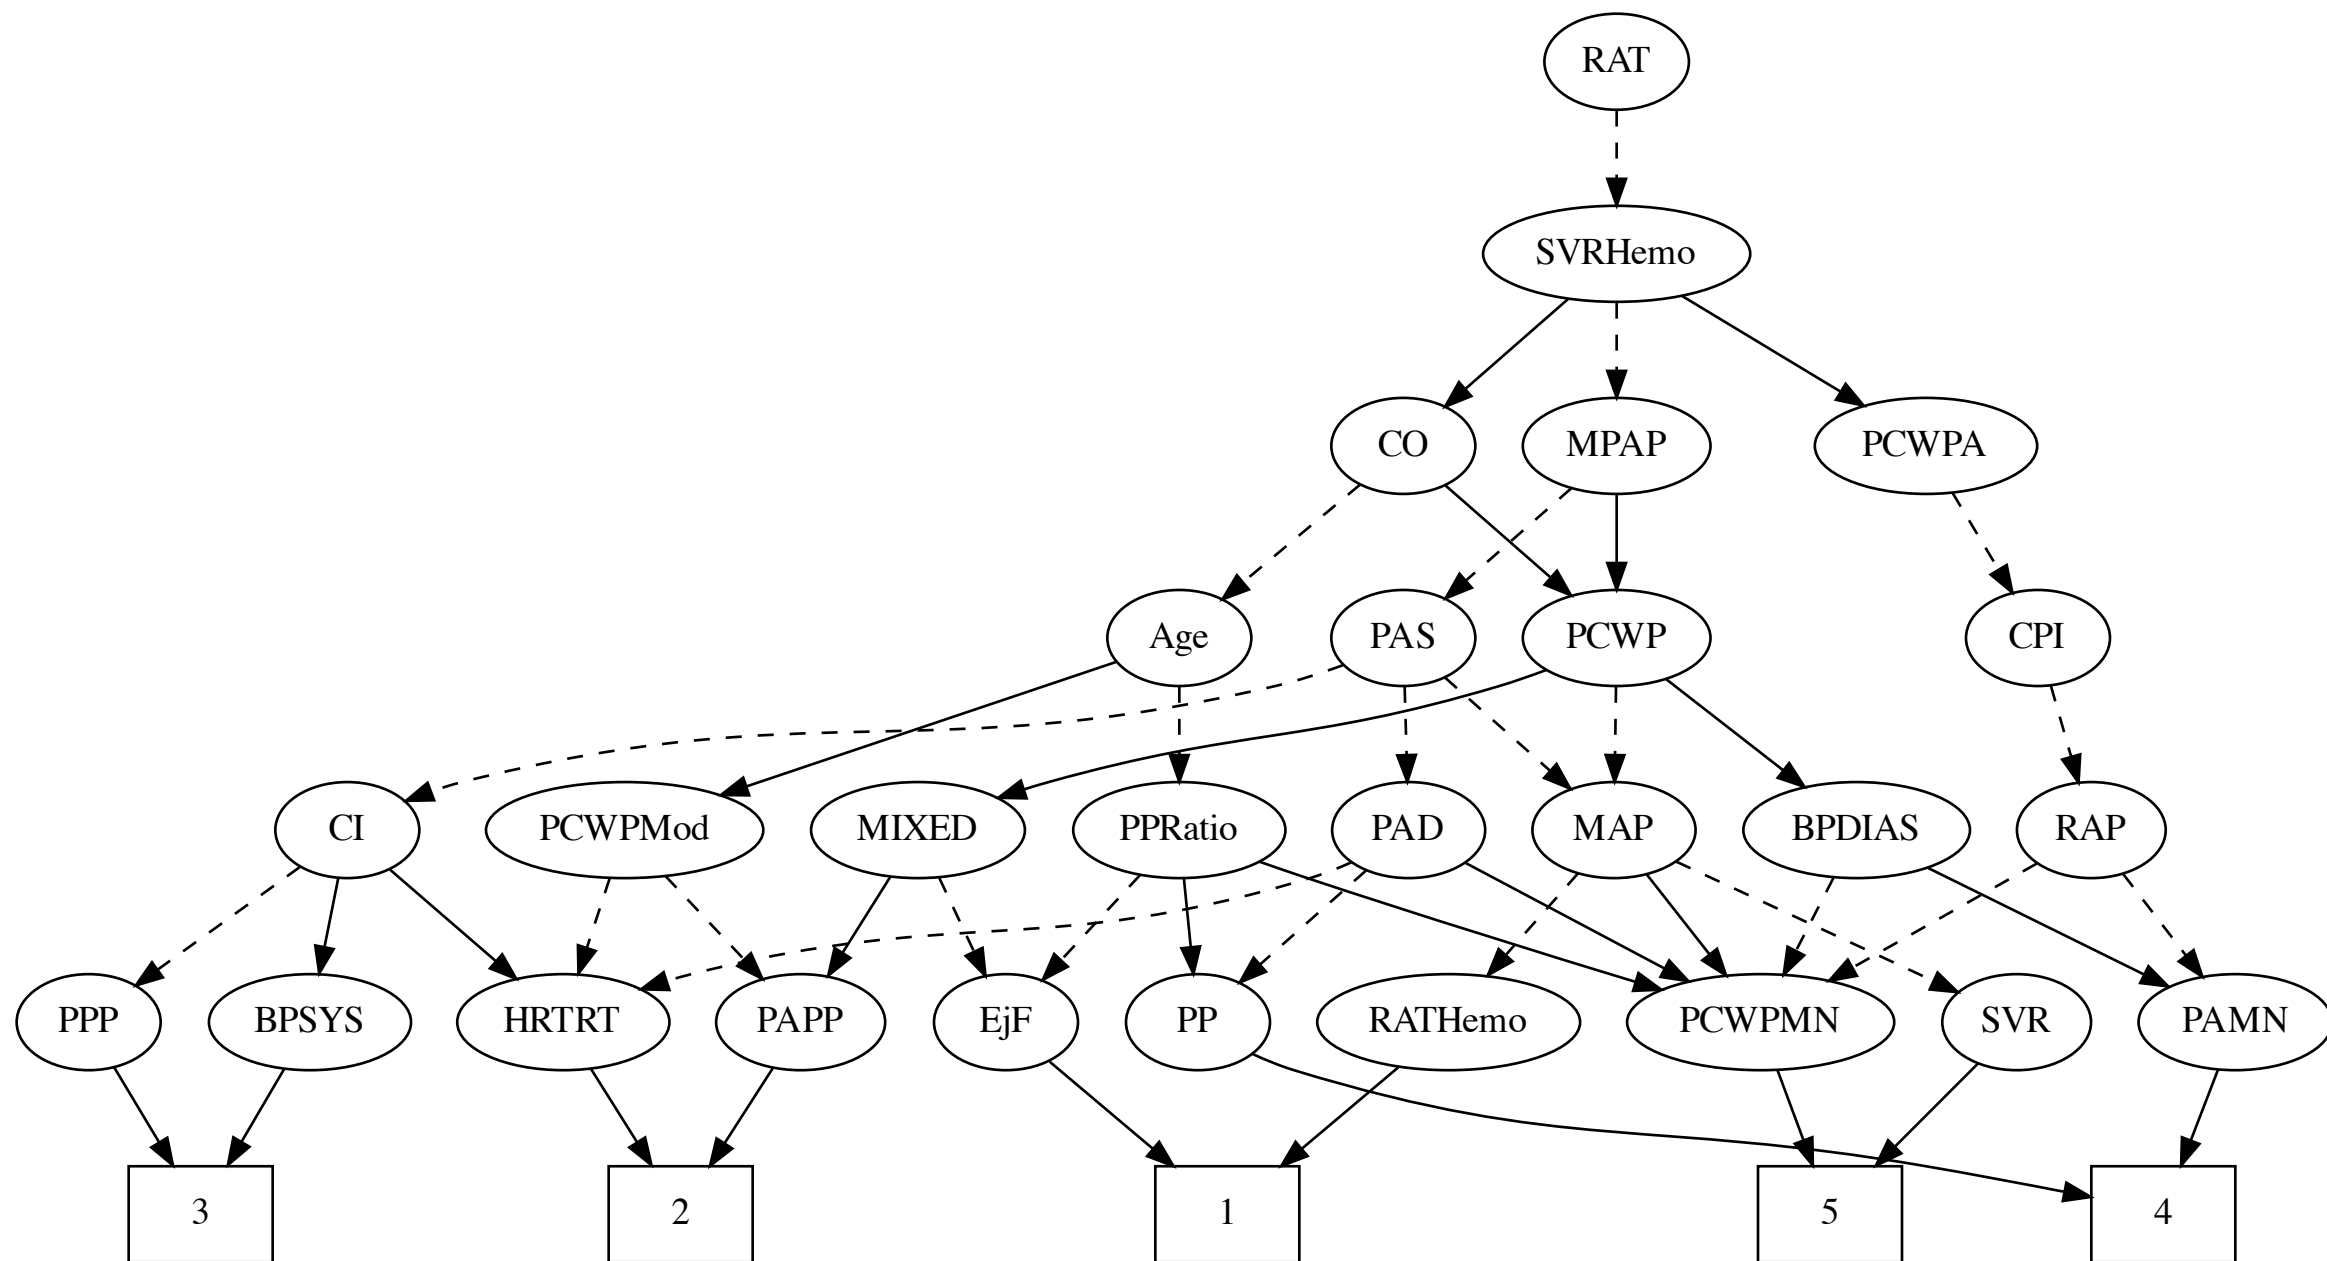 RAT
SVRHemo
CO
MPAP
PCWPA
Age
PAS
PCWP
CPI
CI
PCWPMod
MIXED
PPRatio
PAD
MAP
BPDIAS
RAP
PPP
BPSYS
HRTRT
PAPP
EjF
PP
RATHemo
PCWPMN
SVR
PAMN
3
2
1
5
4